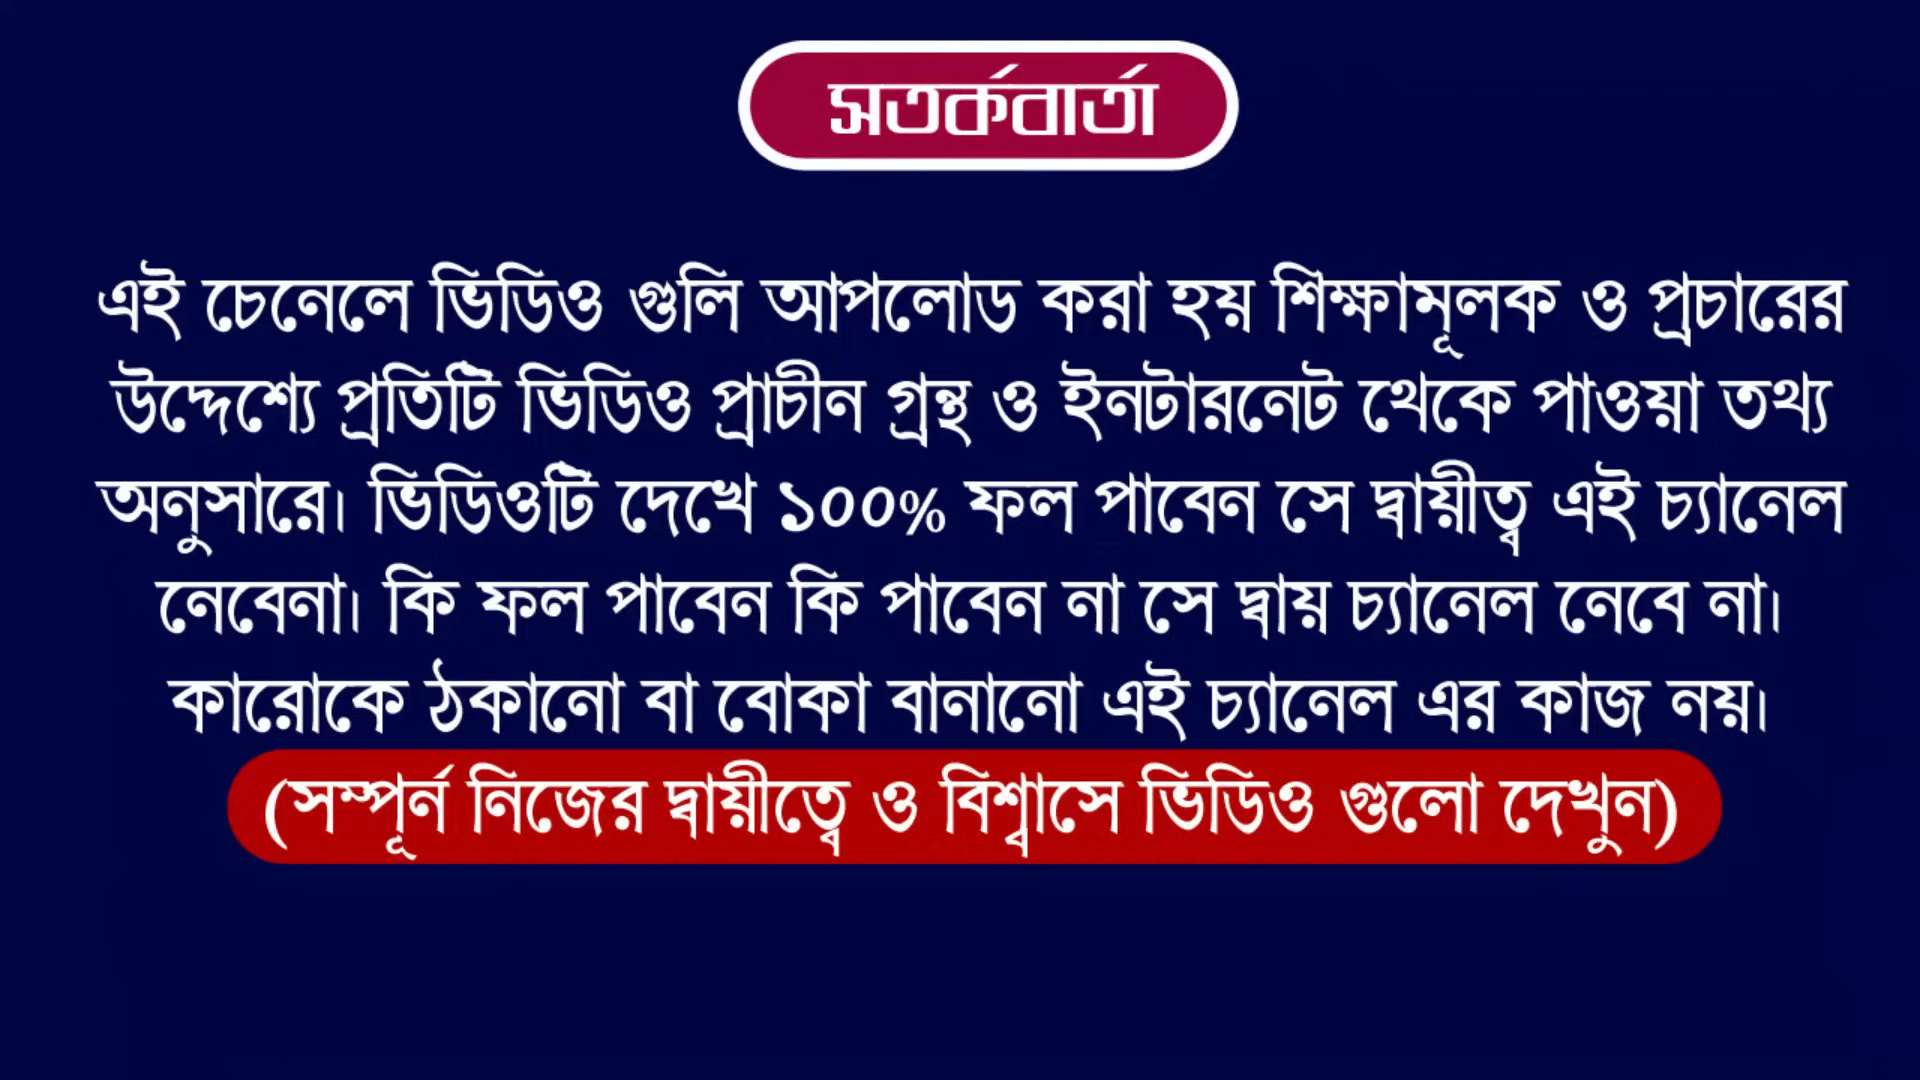 সতর্কবার্তা
এই চেনেলে ভিডিও গুলি আপলোড করা হয় শিক্ষামূলক ও প্রচারের
উদ্দেশ্যে প্রতিটি ভিডিও প্রাচীন গ্রন্থ ও ইনটারনেট থেকে পাওয়া তথ্য
অনুসারে। ভিডিওটি দেখে ১০০% ফল পাবেন সে দ্বায়ীত্ব এই চ্যানেল
নেবেনা। কি ফল পাবেন কি পাবেন না সে দ্বায় চ্যানেল নেবে না।
কারোকে ঠকানো বা বোকা বানানো এই চ্যানেল এর কাজ নয়।
(সম্পূর্ন নিজের দ্বায়ীত্বে ও বিশ্বাসে ভিডিও গুলো দেখুন)